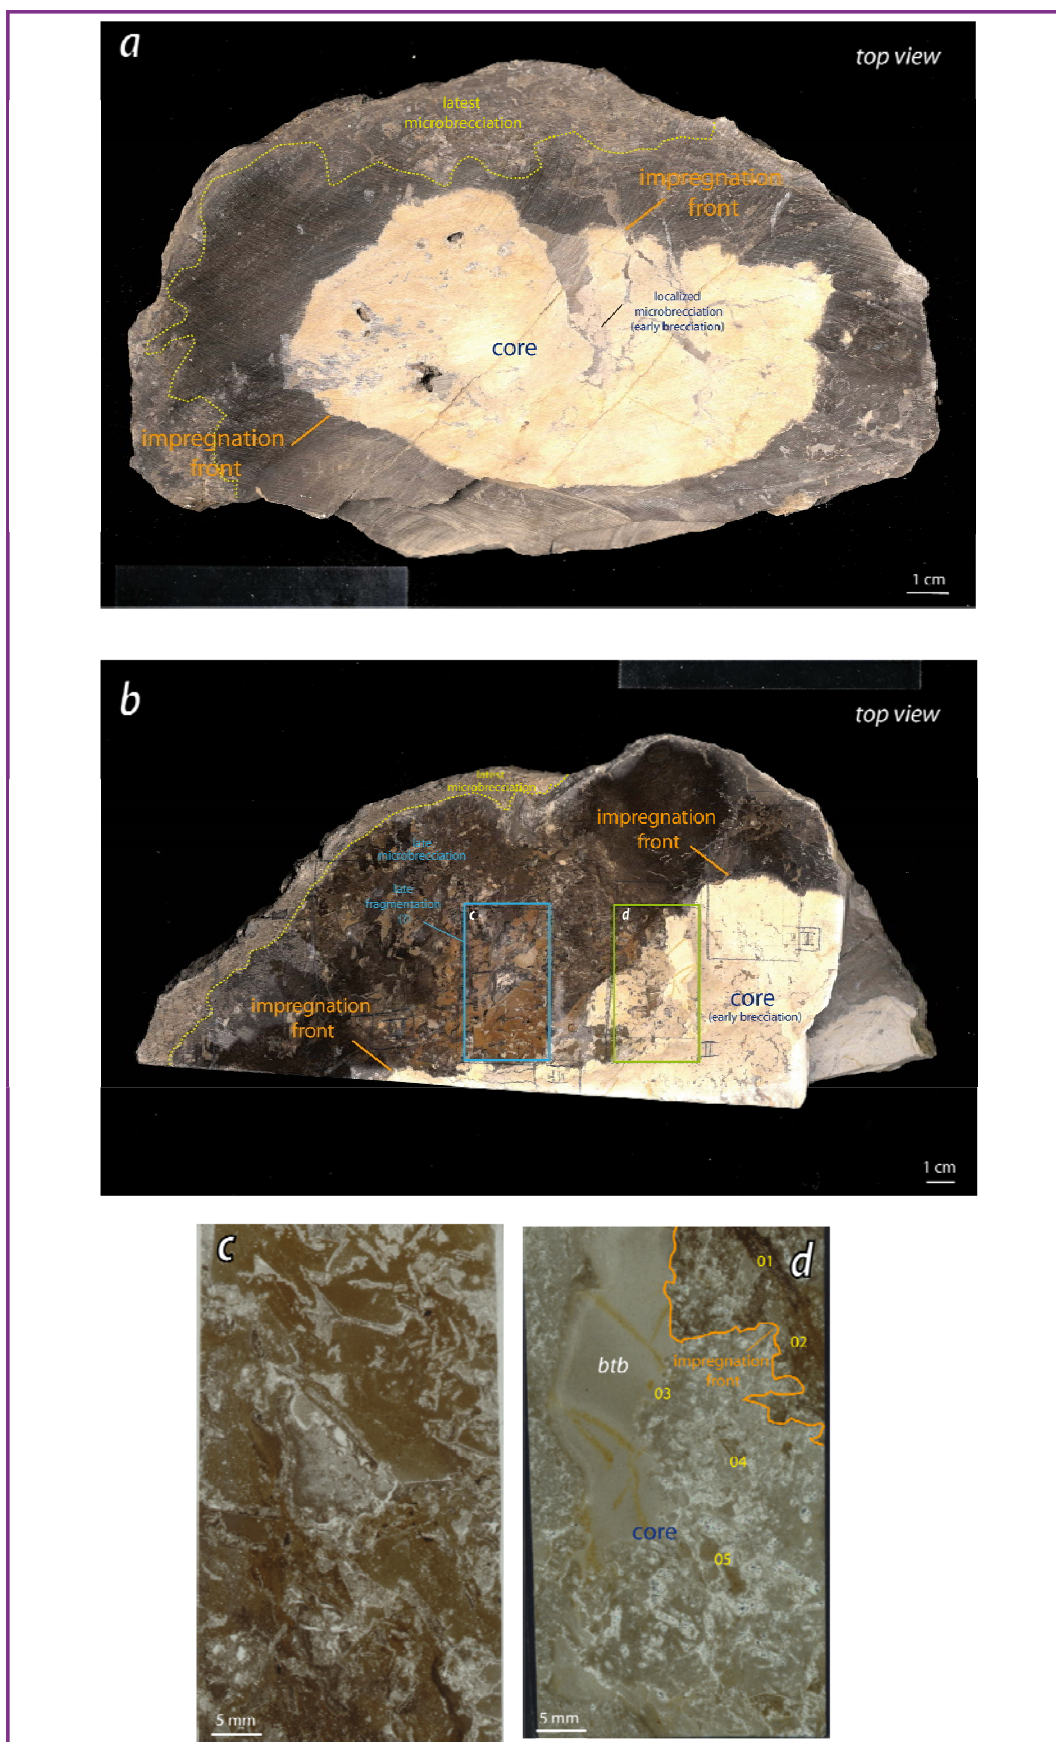 a
top view
latest
microbrecciation
impregnation
front
localized
microbrecciation
(early brecciation)
core
impregnation
front
1 cm
b
top view
latest
microbrecciation
impregnation
front
late
microbrecciation
late
fragmentation
c
d
core
(early brecciation)
impregnation
front
1 cm
c
d
01
02
impregnation
front
btb
03
04
core
05
5 mm
5 mm